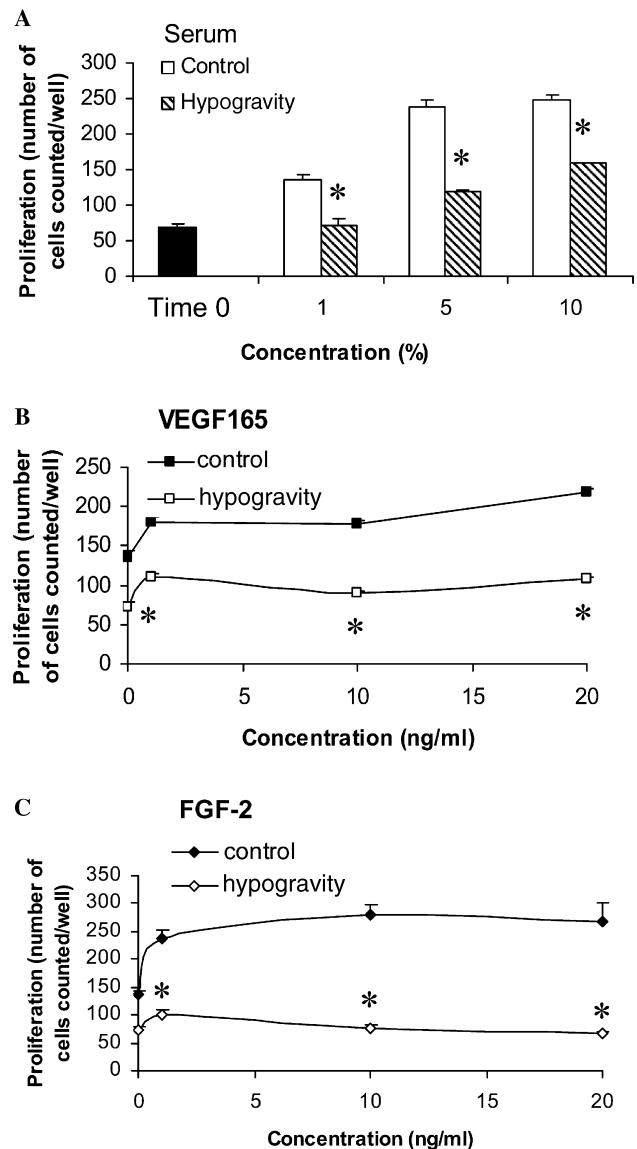 A
Serum
Control
Hypogravity
Proliferation (number of
cells counted/well)
300
250
200
150
100
50
0
*
*
*
Time 0
1
5
10
Concentration (%)
B
VEGF165
control
hypogravity
Proliferation (number
of cells counted/well)
250
200
150
100
50
0
*
*
*
0
5
10
15
20
Concentration (ng/ml)
C
FGF-2
control
hypogravity
Proliferation (number of
cells counted/well)
350
300
250
200
150
100
50
0
*
*
*
0
5
10
15
20
Concentration (ng/ml)